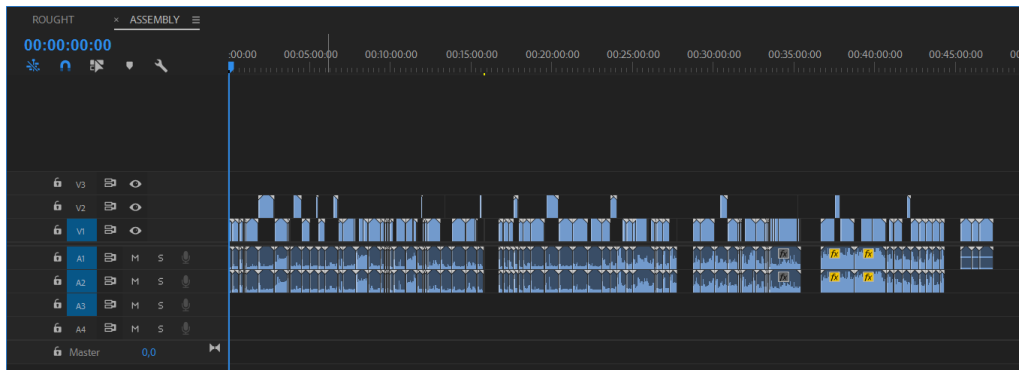 ROUGHT × ASSEMBLY
00:00:00:00
:00:00 00:05:00:00 00:10:00:00 00:15:00:00 00:20:00:00 00:25:00:00 00:30:00:00 00:35:00:00 00:40:00:00 00:45:00:00 00
V3
V2
V1
A1 M S fx fx fx
A2 M S fx fx fx
A3 M S
A4 M S
Master 0,0